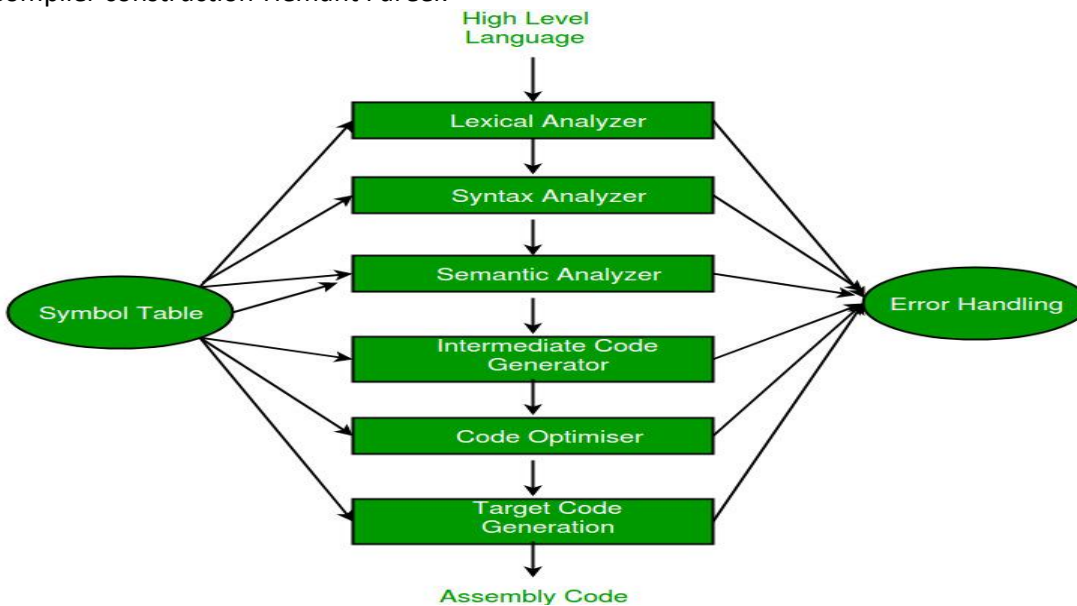 High Level
Language
Lexical Analyzer
Syntax Analyzer
Semantic Analyzer
Symbol Table
Error Handling
Intermediate Code
Generator
Code Optimiser
Target Code
Generation
Assembly Code